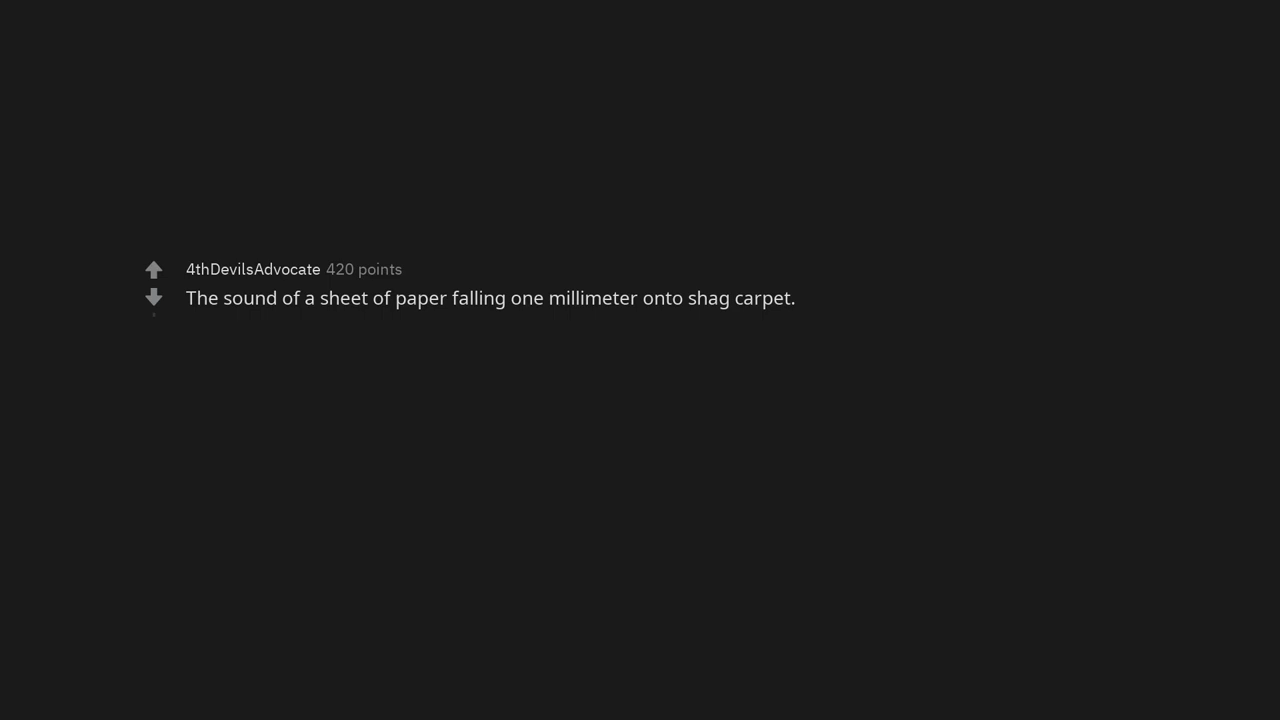 4thDevilsAdvocate 420 points
The sound of a sheet of paper falling one millimeter onto shag carpet.